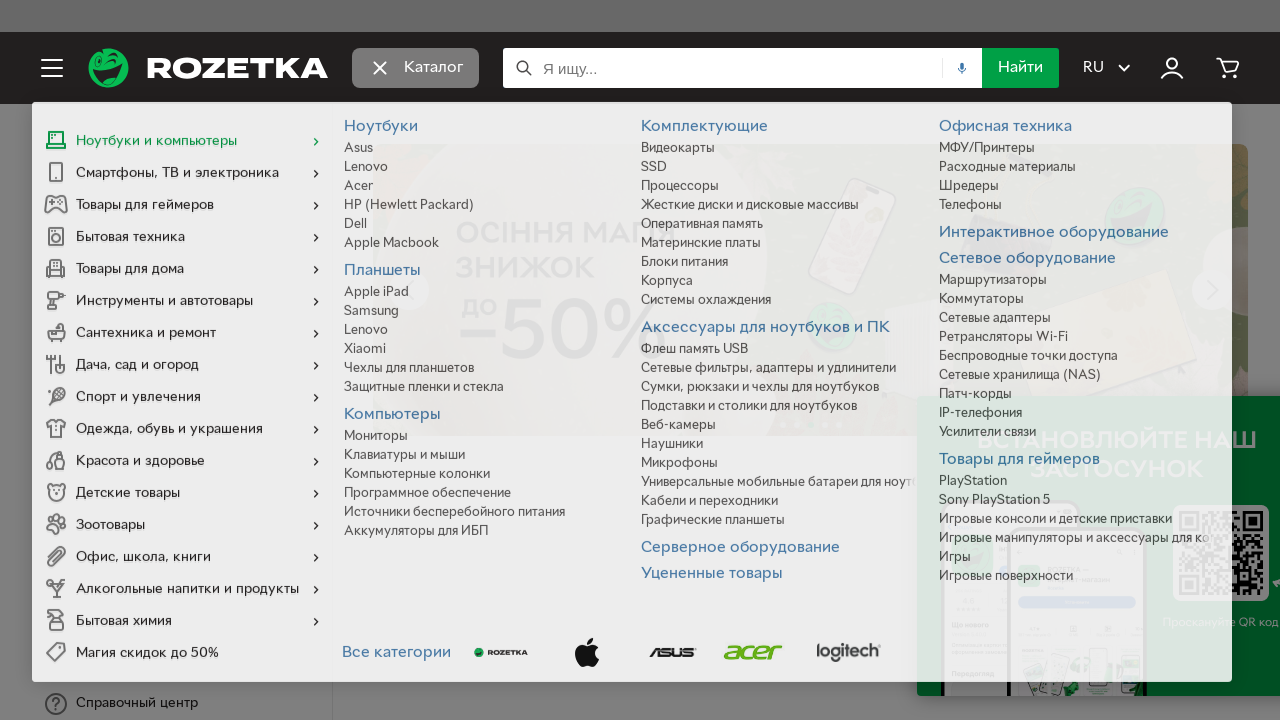 ROZETKA
Каталог
Я ищу...
Найти
RU
Ноутбуки и компьютеры
Смартфоны, ТВ и электроника
Товары для геймеров
Бытовая техника
Товары для дома
Инструменты и автотовары
Сантехника и ремонт
Дача, сад и огород
Спорт и увлечения
Одежда, обувь и украшения
Красота и здоровье
Детские товары
Зоотовары
Офис, школа, книги
Алкогольные напитки и продукты
Бытовая химия
Магия скидок до 50%
Справочный центр
Ноутбуки
Asus
Lenovo
Acer
HP (Hewlett Packard)
Dell
Apple Macbook
Планшеты
Apple iPad
Samsung
Lenovo
Xiaomi
Чехлы для планшетов
Защитные пленки и стекла
Компьютеры
Мониторы
Клавиатуры и мыши
Компьютерные колонки
Программное обеспечение
Источники бесперебойного питания
Аккумуляторы для ИБП
Комплектующие
Видеокарты
SSD
Процессоры
Жесткие диски и дисковые массивы
Оперативная память
Материнские платы
Блоки питания
Корпуса
Системы охлаждения
Аксессуары для ноутбуков и ПК
Флеш память USB
Сетевые фильтры, адаптеры и удлинители
Сумки, рюкзаки и чехлы для ноутбуков
Подставки и столики для ноутбуков
Веб-камеры
Наушники
Микрофоны
Универсальные мобильные батареи для ноут
Кабели и переходники
Графические планшеты
Серверное оборудование
Уцененные товары
Офисная техника
МФУ/Принтеры
Расходные материалы
Шредеры
Телефоны
Интерактивное оборудование
Сетевое оборудование
Маршрутизаторы
Коммутаторы
Сетевые адаптеры
Ретрансляторы Wi-Fi
Беспроводные точки доступа
Сетевые хранилища (NAS)
Патч-корды
IP-телефония
Усилители связи
Товары для геймеров
PlayStation
Sony PlayStation 5
Игровые консоли и детские приставки
Игровые манипуляторы и аксессуары для ко
Игры
Игровые поверхности
Все категории
ROZETKA
ASUS
acer
logitech
ОСІННЯ МАГІЯ
ЗНИЖОК
ДО
–50%
ВСТАНОВЛЮЙТЕ НАШ
ЗАСТОСУНОК
Проскануйте QR код